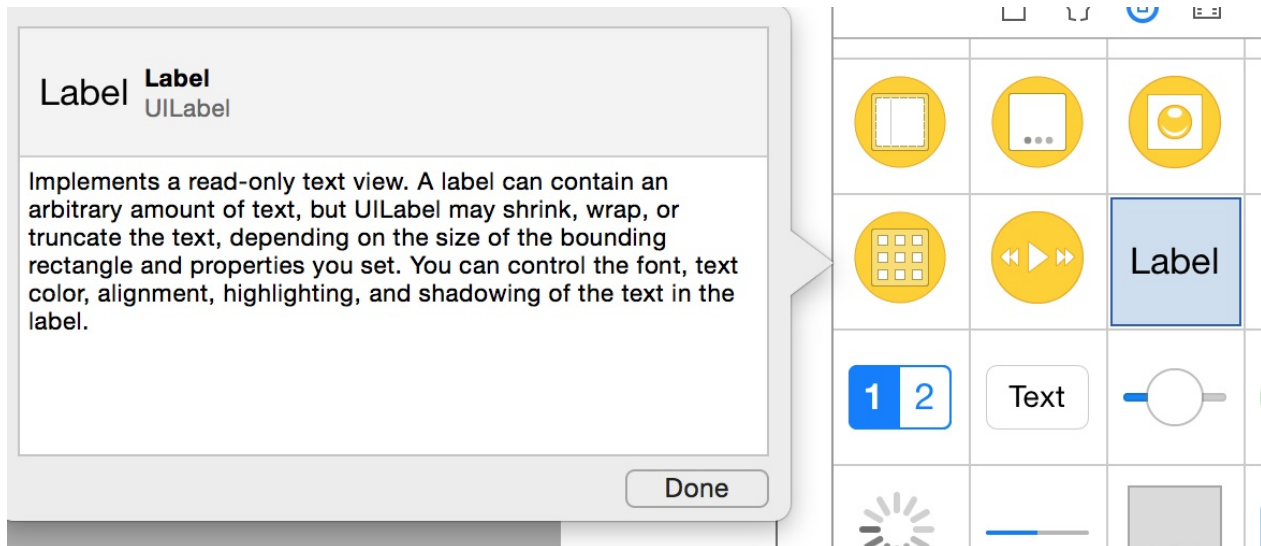 Label
Label
UILabel
Implements a read-only text view. A label can contain an
arbitrary amount of text, but UILabel may shrink, wrap, or
truncate the text, depending on the size of the bounding
rectangle and properties you set. You can control the font, text
color, alignment, highlighting, and shadowing of the text in the
label.
Done
Label
1 2
Text